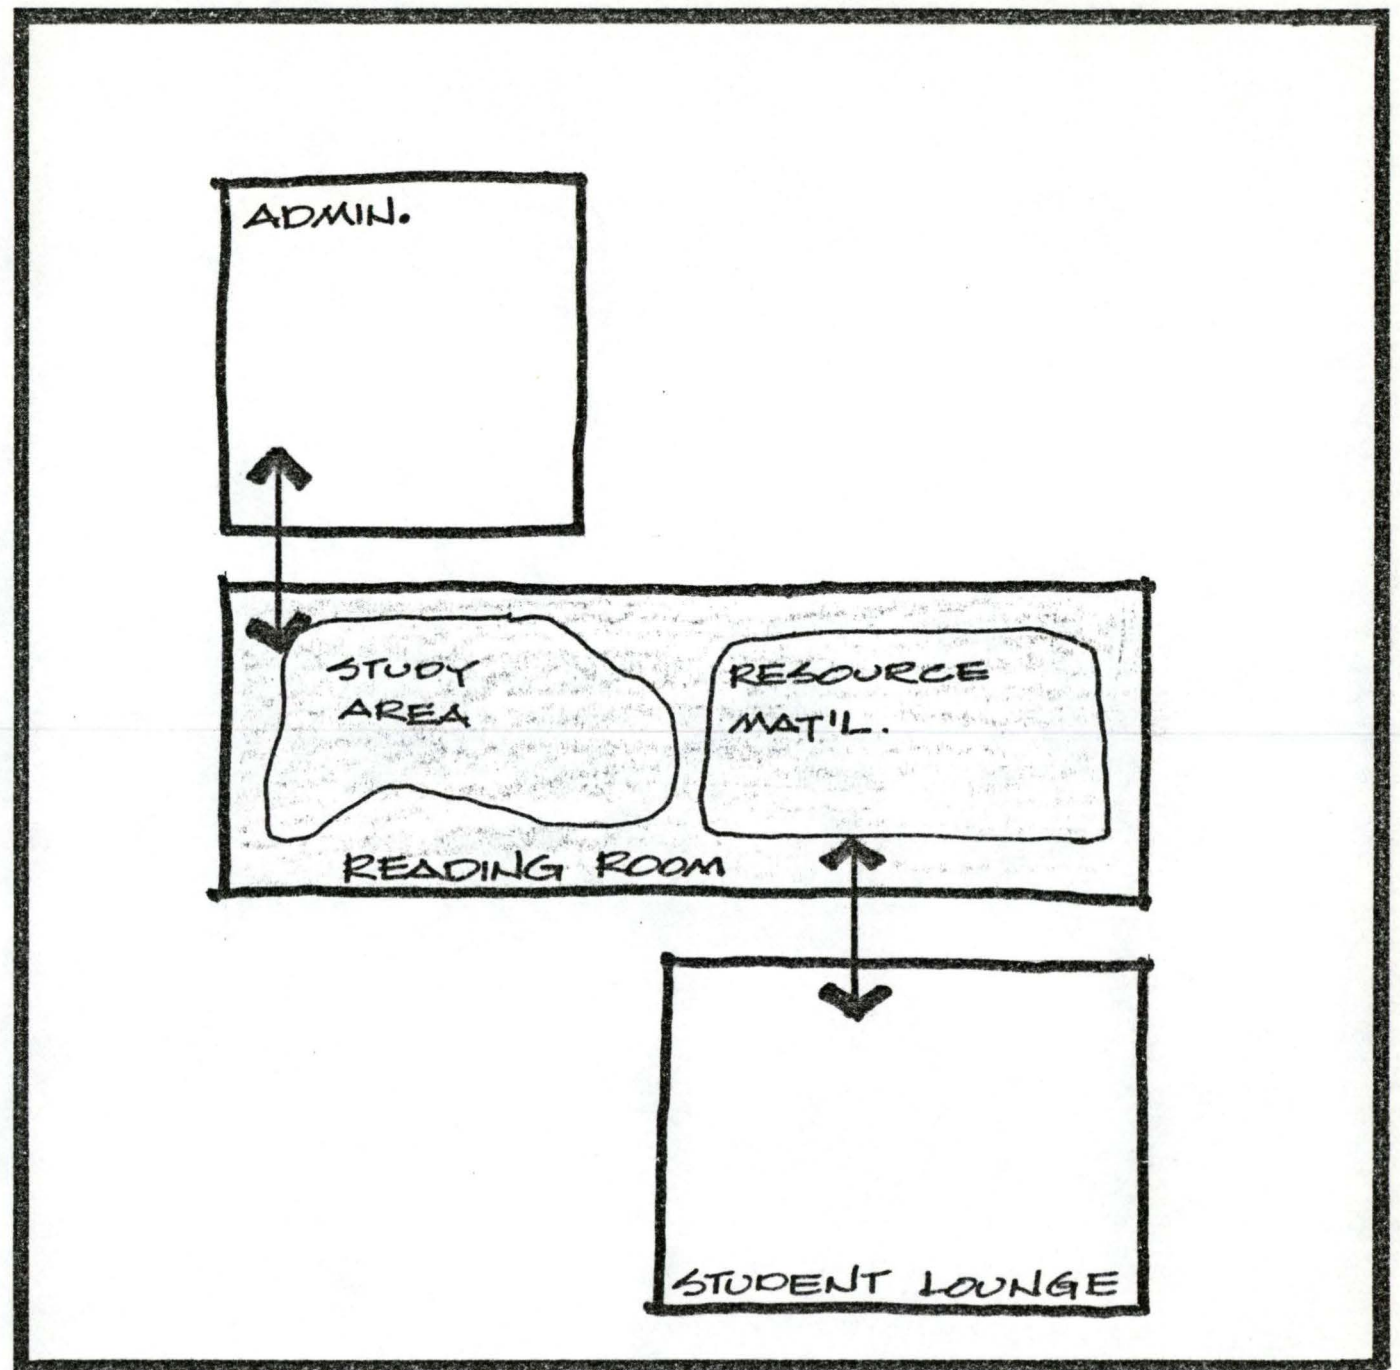 ADMIN.
STUDY
AREA
RESOURCE
MAT'L.
READING ROOM
STUDENT LOUNGE